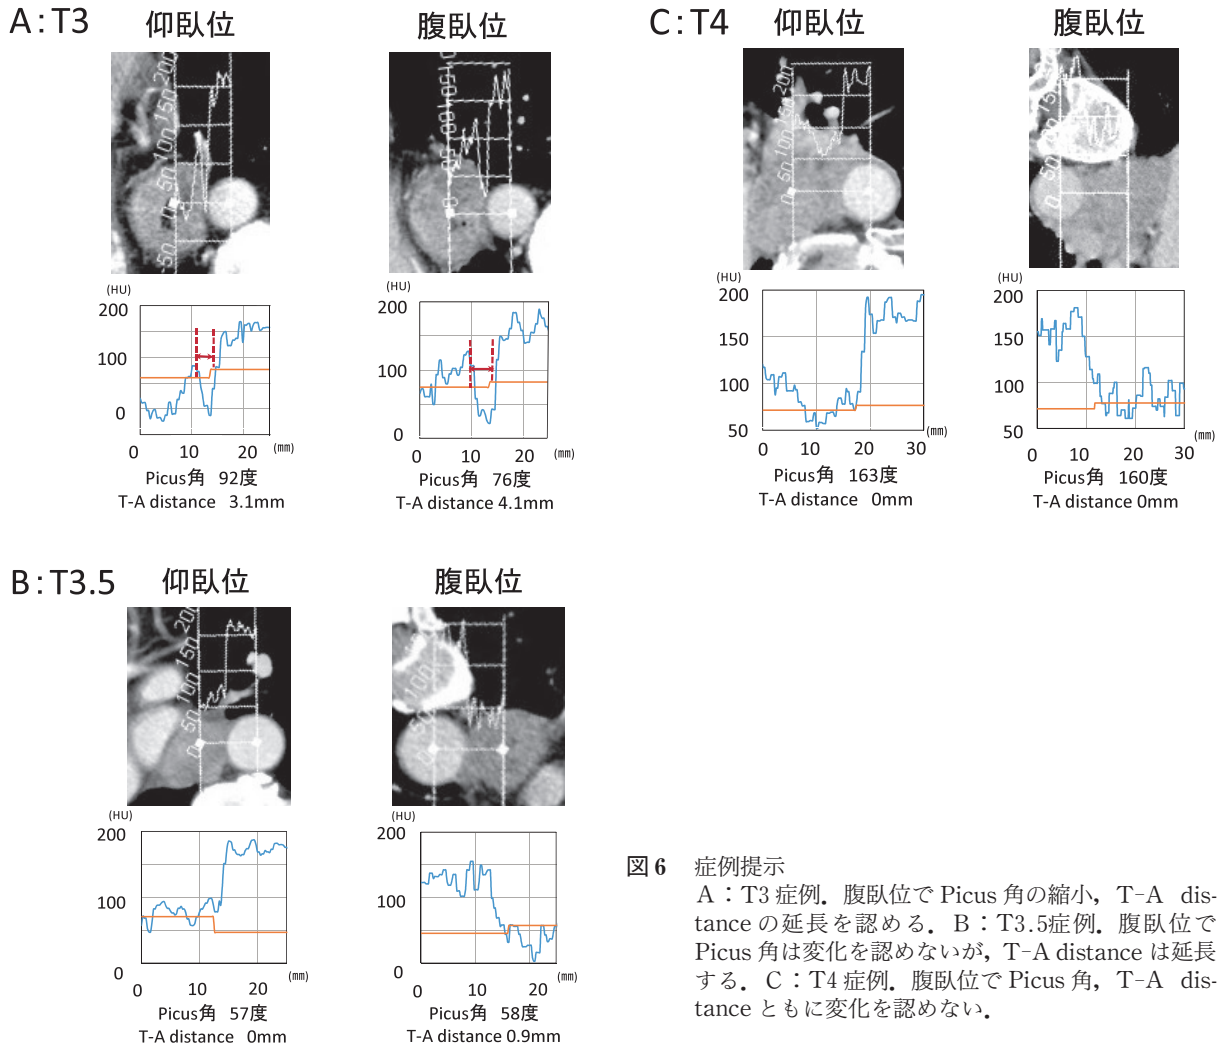 A:T3
仰臥位
腹臥位
(HU)
200
100
0
0
10
20
(mm)
Picus角 92度
T-A distance 3.1mm
(HU)
200
100
0
0
10
20
(mm)
Picus角 76度
T-A distance 4.1mm
C:T4
仰臥位
腹臥位
(HU)
200
150
100
50
0
10
20
30
(mm)
Picus角 163度
T-A distance 0mm
(HU)
200
150
100
50
0
10
20
30
(mm)
Picus角 160度
T-A distance 0mm
B:T3.5
仰臥位
腹臥位
(HU)
200
100
0
0
10
20
(mm)
Picus角 57度
T-A distance 0mm
(HU)
200
100
0
0
10
20
(mm)
Picus角 58度
T-A distance 0.9mm
図6 症例提示
A:T3症例.腹臥位でPicus角の縮小,T-A dis-
tanceの延長を認める.B:T3.5症例.腹臥位で
Picus角は変化を認めないが,T-A distanceは延長
する.C:T4症例.腹臥位でPicus角,T-A dis-
tanceともに変化を認めない.